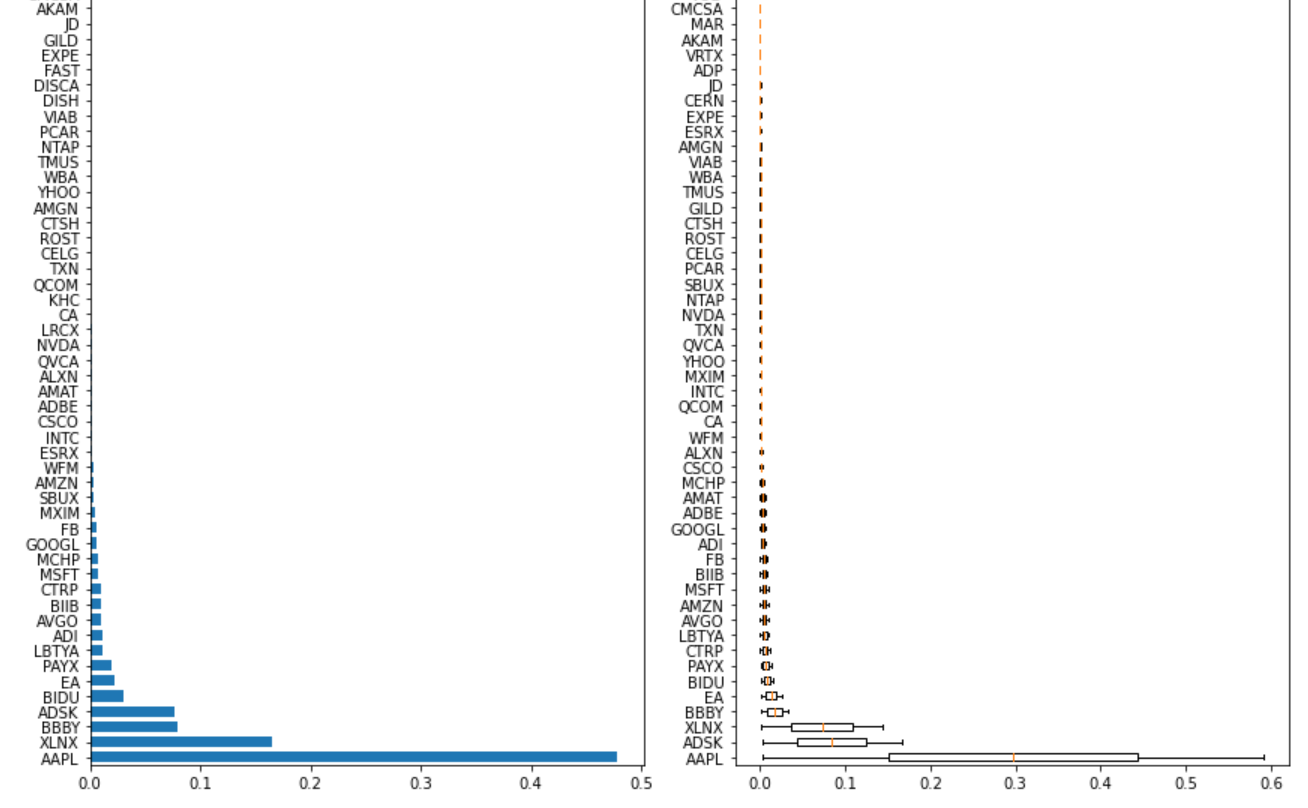 AKAM
JD
GILD
EXPE
FAST
DISCA
DISH
VIAB
PCAR
NTAP
TMUS
WBA
YHOO
AMGN
CTSH
ROST
CELG
TXN
QCOM
KHC
CA
LRCX
NVDA
QVCA
ALXN
AMAT
ADBE
CSCO
INTC
ESRX
WFM
AMZN
SBUX
MXIM
FB
GOOGL
MCHP
MSFT
CTRP
BIIB
AVGO
ADI
LBTYA
PAYX
EA
BIDU
ADSK
BBBY
XLNX
AAPL
0.0 0.1 0.2 0.3 0.4 0.5
CMCSA
MAR
AKAM
VRTX
ADP
JD
CERN
EXPE
ESRX
AMGN
VIAB
WBA
TMUS
GILD
CTSH
ROST
CELG
PCAR
SBUX
NTAP
NVDA
TXN
QVCA
YHOO
MXIM
INTC
QCOM
CA
WFM
ALXN
CSCO
MCHP
AMAT
ADBE
GOOGL
ADI
FB
BIIB
MSFT
AMZN
AVGO
LBTYA
CTRP
PAYX
BIDU
EA
BBBY
XLNX
ADSK
AAPL
0.0 0.1 0.2 0.3 0.4 0.5 0.6